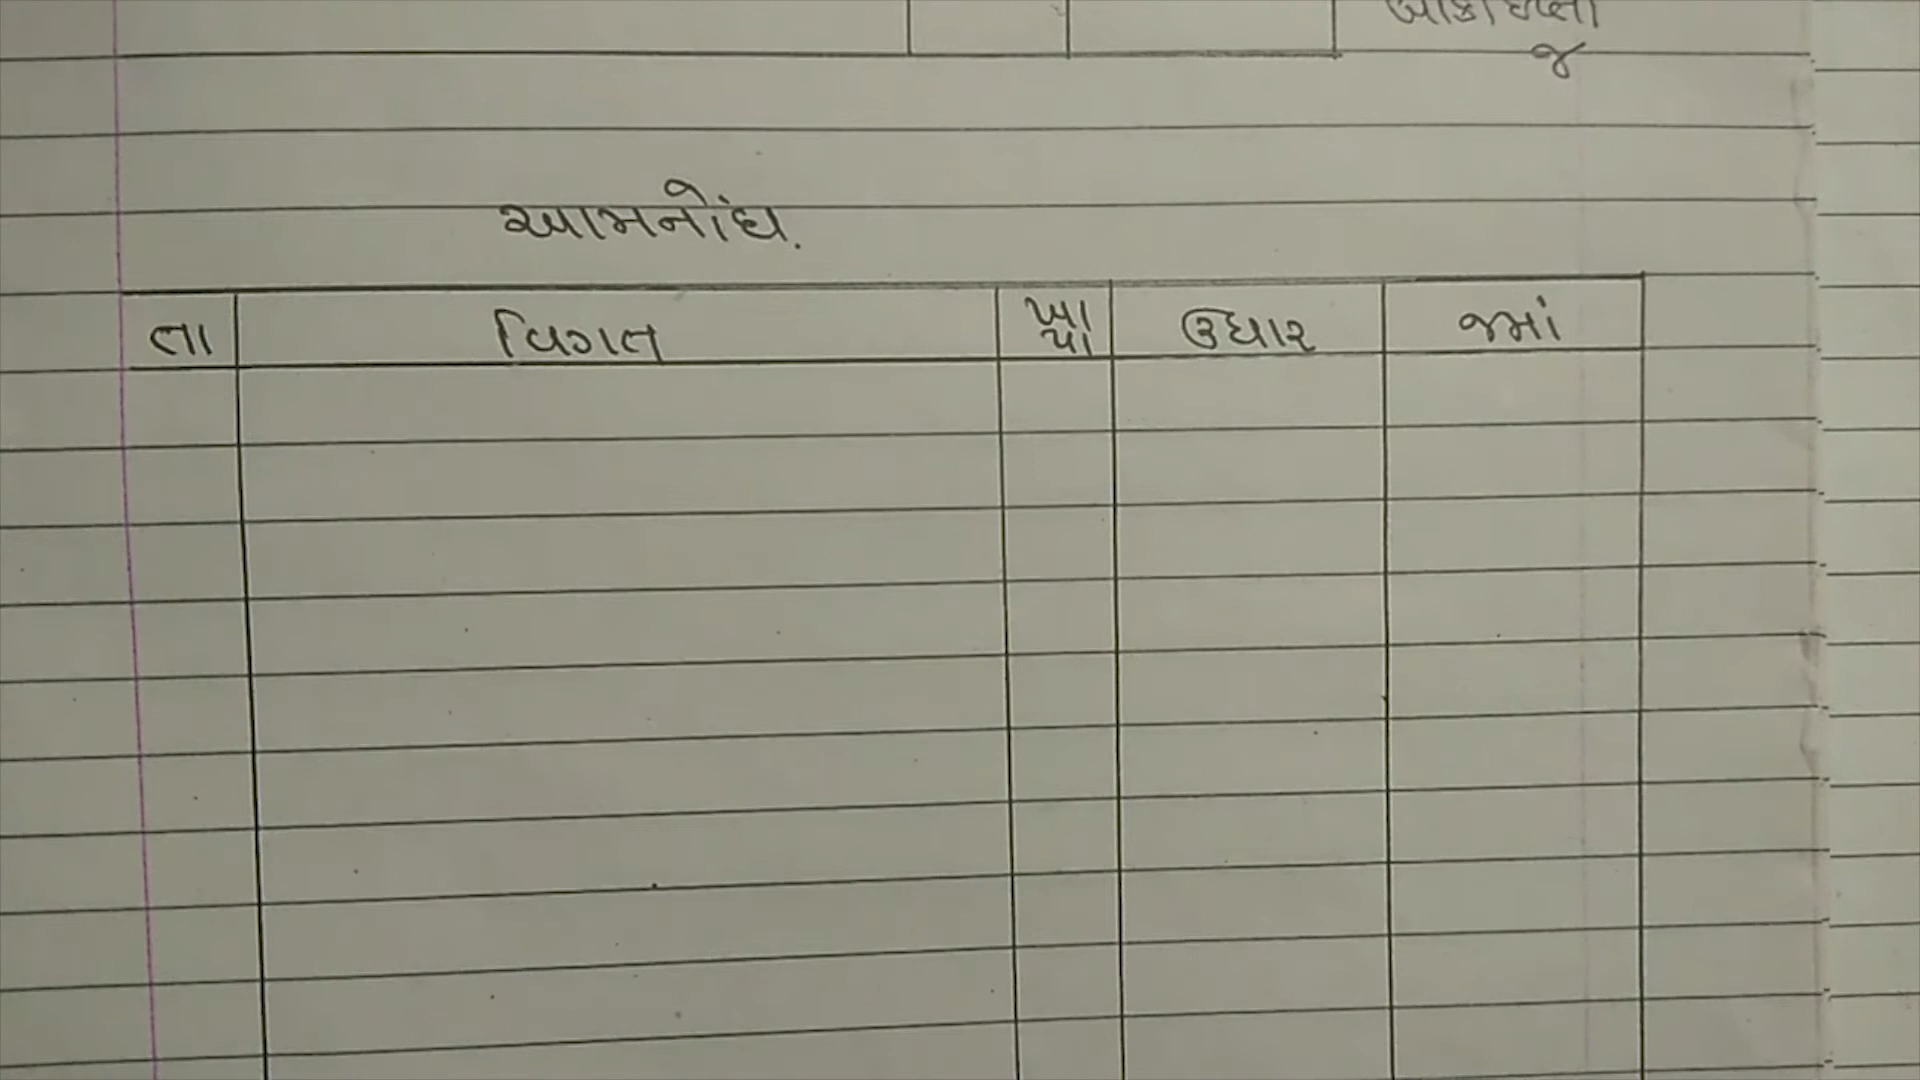 જ
આમનોંધ.
તા વિગત ખા પા ઉધાર જમાં